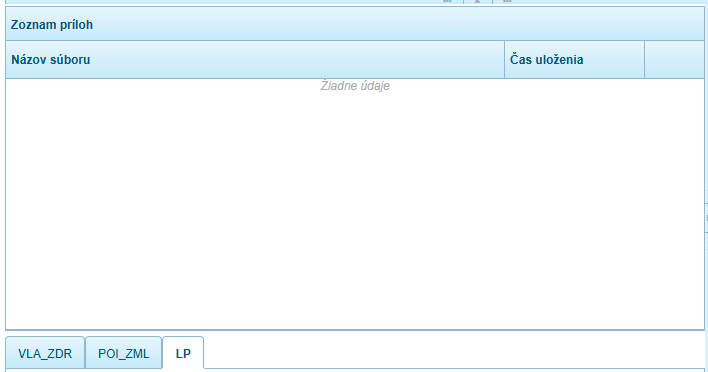 Zoznam príloh
Názov súboru Čas uloženia
Žiadne údaje
VLA_ZDR POI_ZML LP